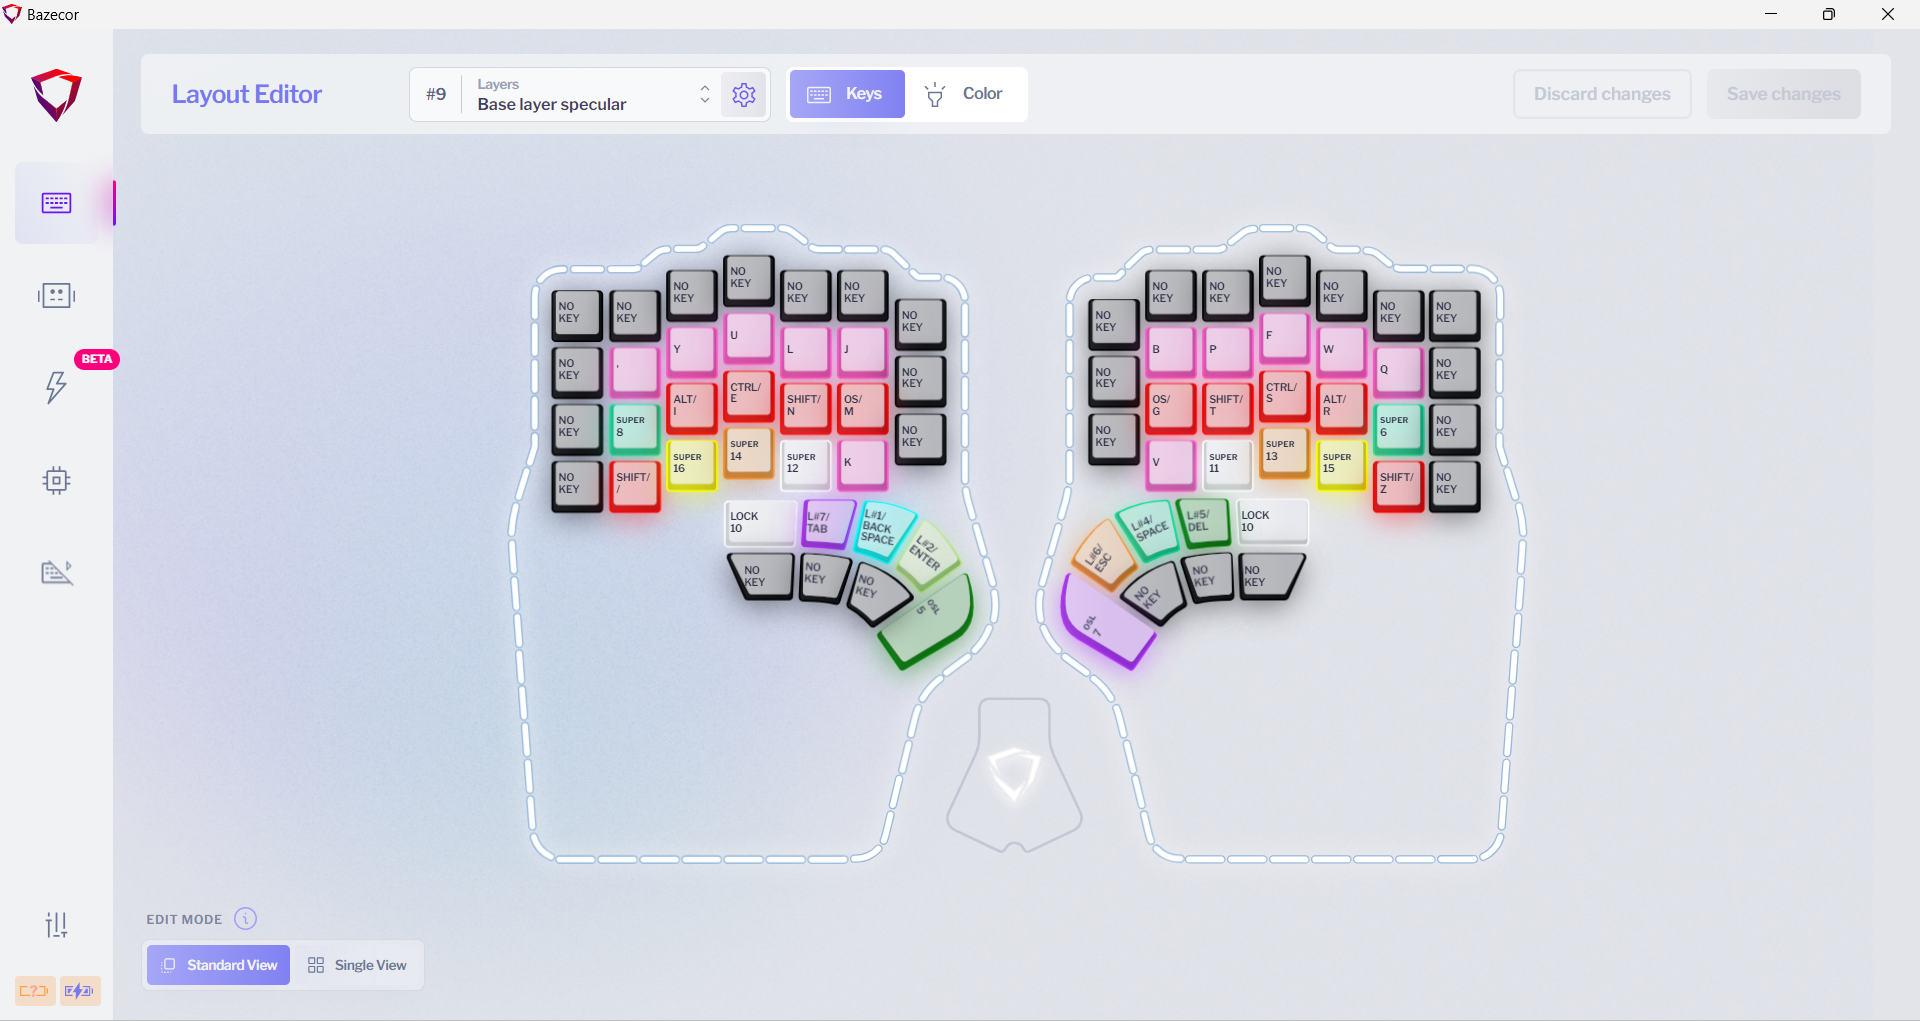 Bazecor
Layout Editor
#9
Layers
Base layer specular
Keys
Color
Discard changes
Save changes
BETA
NO KEY
NO KEY
NO KEY
NO KEY
NO KEY
NO KEY
NO KEY
NO KEY
'
Y
U
L
J
NO KEY
NO KEY
SUPER 8
ALT/ I
CTRL/ E
SHIFT/ N
OS/ M
NO KEY
NO KEY
SHIFT/ /
SUPER 16
SUPER 14
SUPER 12
K
LOCK 10
L#7/ TAB
L#1/ BACK SPACE
L#2/ ENTER
NO KEY
NO KEY
NO KEY
OSL 5
NO KEY
NO KEY
NO KEY
NO KEY
NO KEY
NO KEY
NO KEY
NO KEY
B
P
F
W
Q
NO KEY
NO KEY
OS/ G
SHIFT/ T
CTRL/ S
ALT/ R
SUPER 6
NO KEY
V
SUPER 11
SUPER 13
SUPER 15
SHIFT/ Z
NO KEY
L#6/ ESC
L#4/ SPACE
L#5/ DEL
LOCK 10
OSL 7
NO KEY
NO KEY
NO KEY
EDIT MODE
i
Standard View
Single View